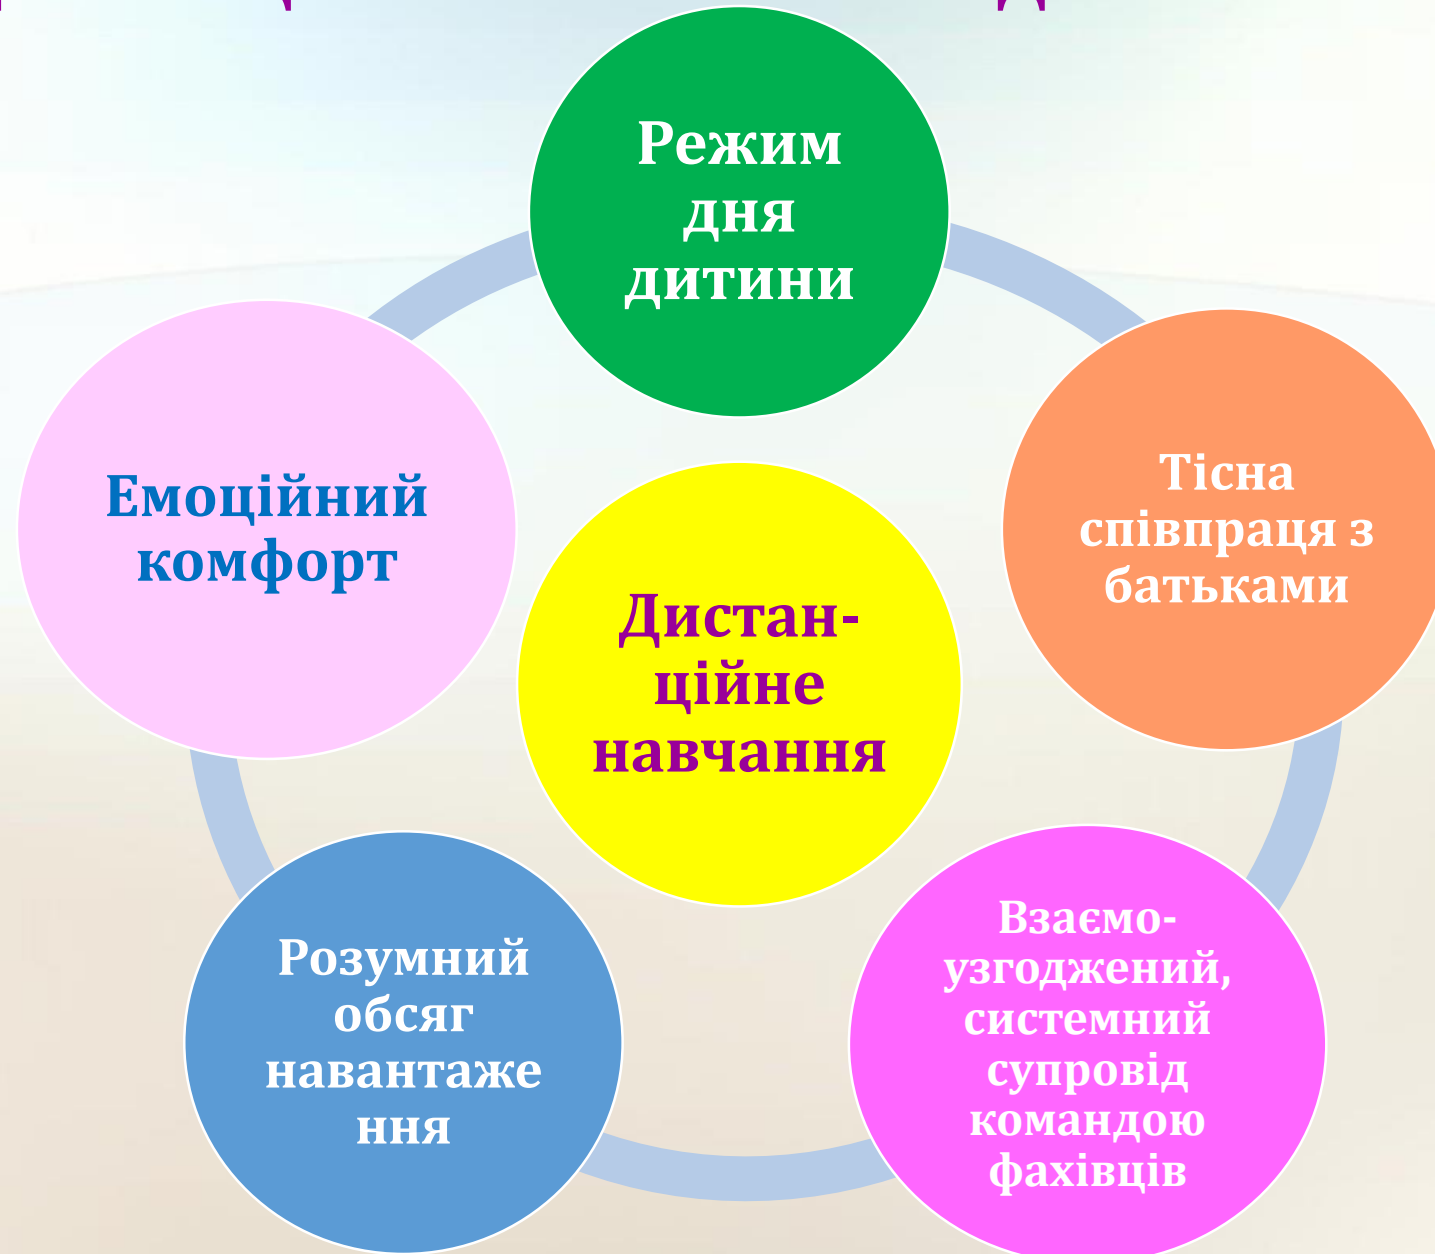 Режим
дня
дитини
Тісна
співпраця з
батьками
Емоційний
комфорт
Дистан-
ційне
навчання
Взаємо-
узгоджений,
системний
супровід
командою
фахівців
Розумний
обсяг
навантаже
ння